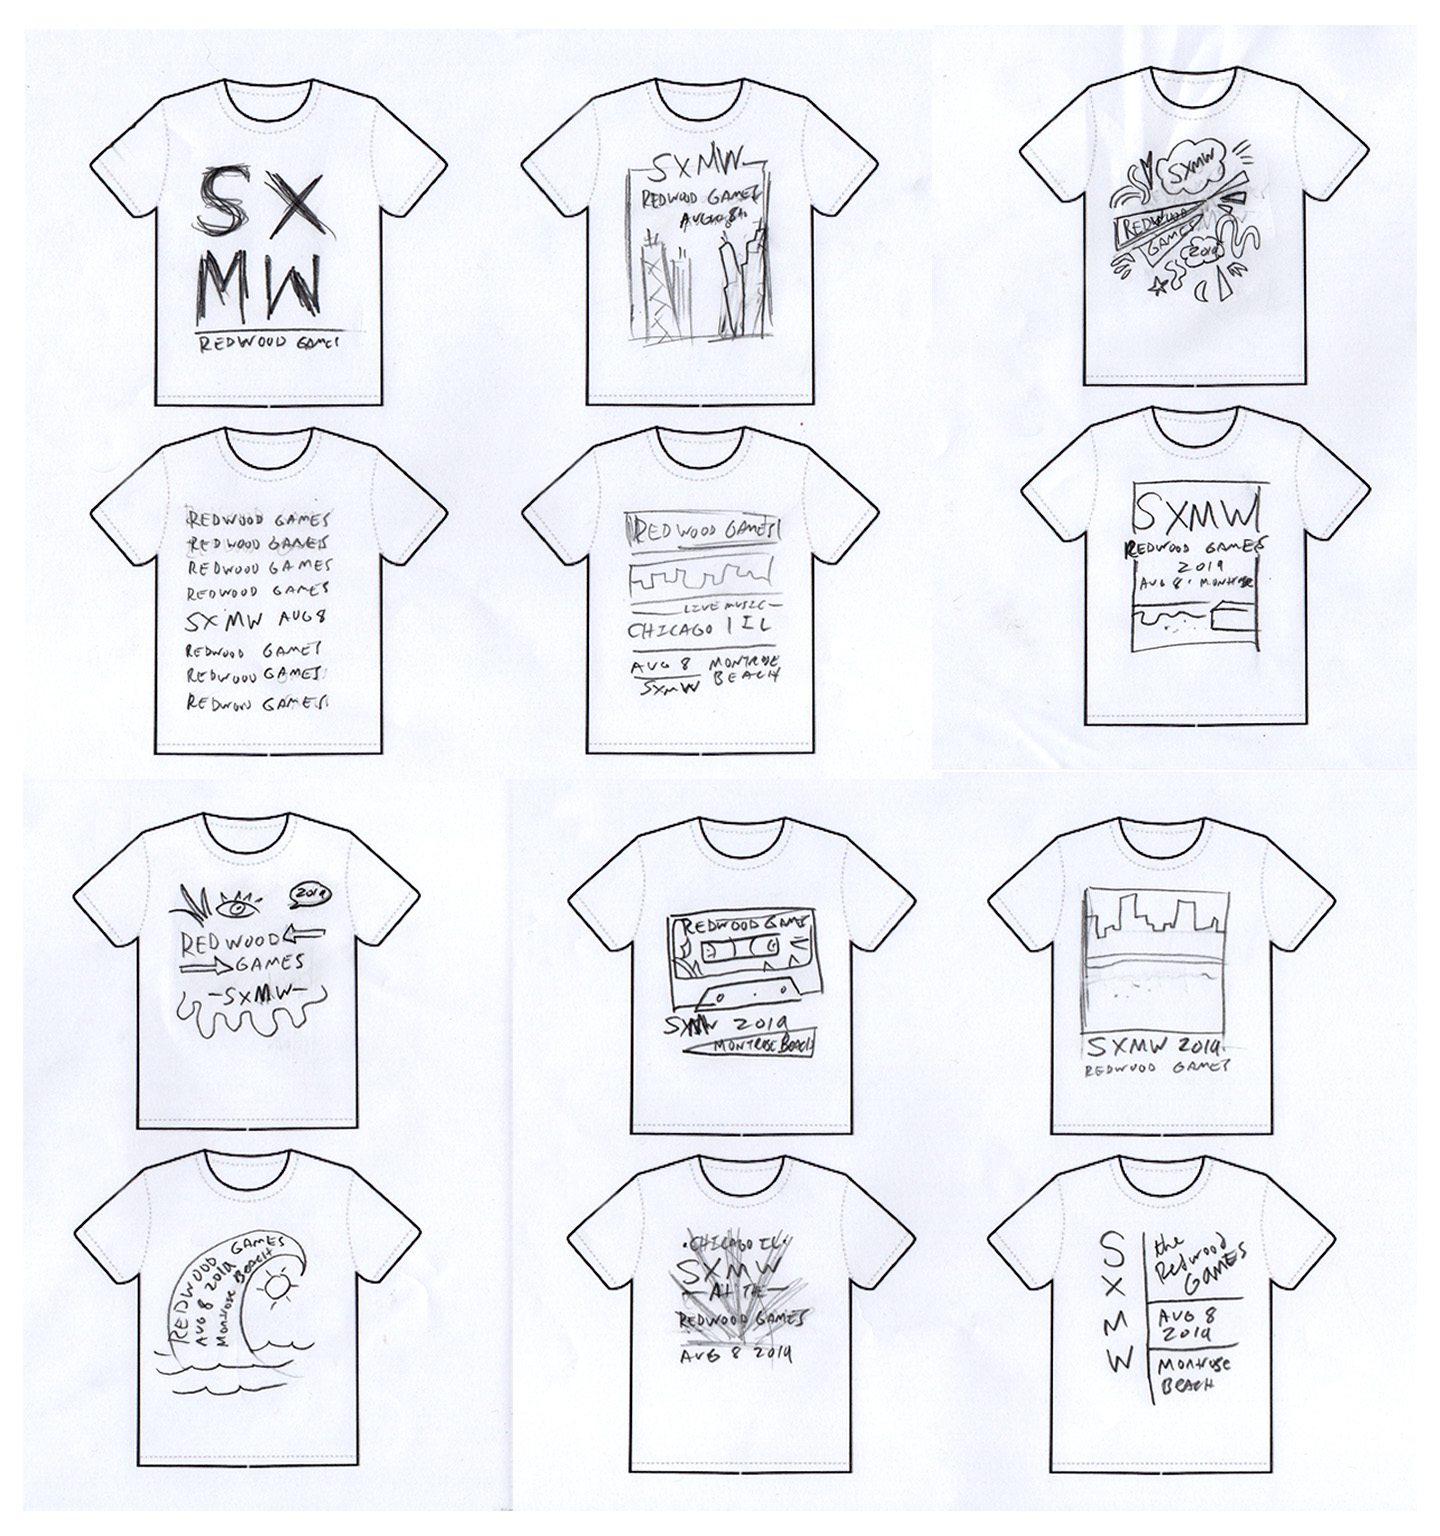 SX
MW
REDWOOD GAMES
SXMW
REDWOOD GAMES
AUG 8th
SXMW
REDWOOD
GAMES
2019
REDWOOD GAMES
REDWOOD GAMES
REDWOOD GAMES
REDWOOD GAMES
SXMW AUG 8
REDWOOD GAMES
REDWOOD GAMES
REDWOOD GAMES
REDWOOD GAMES
LIVE MUSIC
CHICAGO | IL
AUG 8 MONTROSE
SXMW BEACH
SXMW
REDWOOD GAMES
2019
AUG 8 · MONTROSE
2019
REDWOOD
GAMES
-SXMW-
REDWOOD GAME
SXMW 2019
MONTROSE BEACH
SXMW 2019
REDWOOD GAMES
REDWOOD GAMES
AUG 8 2019
Montrose BEACH
·CHICAGO IL·
SXMW
— At THE —
REDWOOD GAMES
AUG 8 2019
S
X
M
W
the
Redwood
GAMES
AUG 8
2019
MONTROSE
BEACH